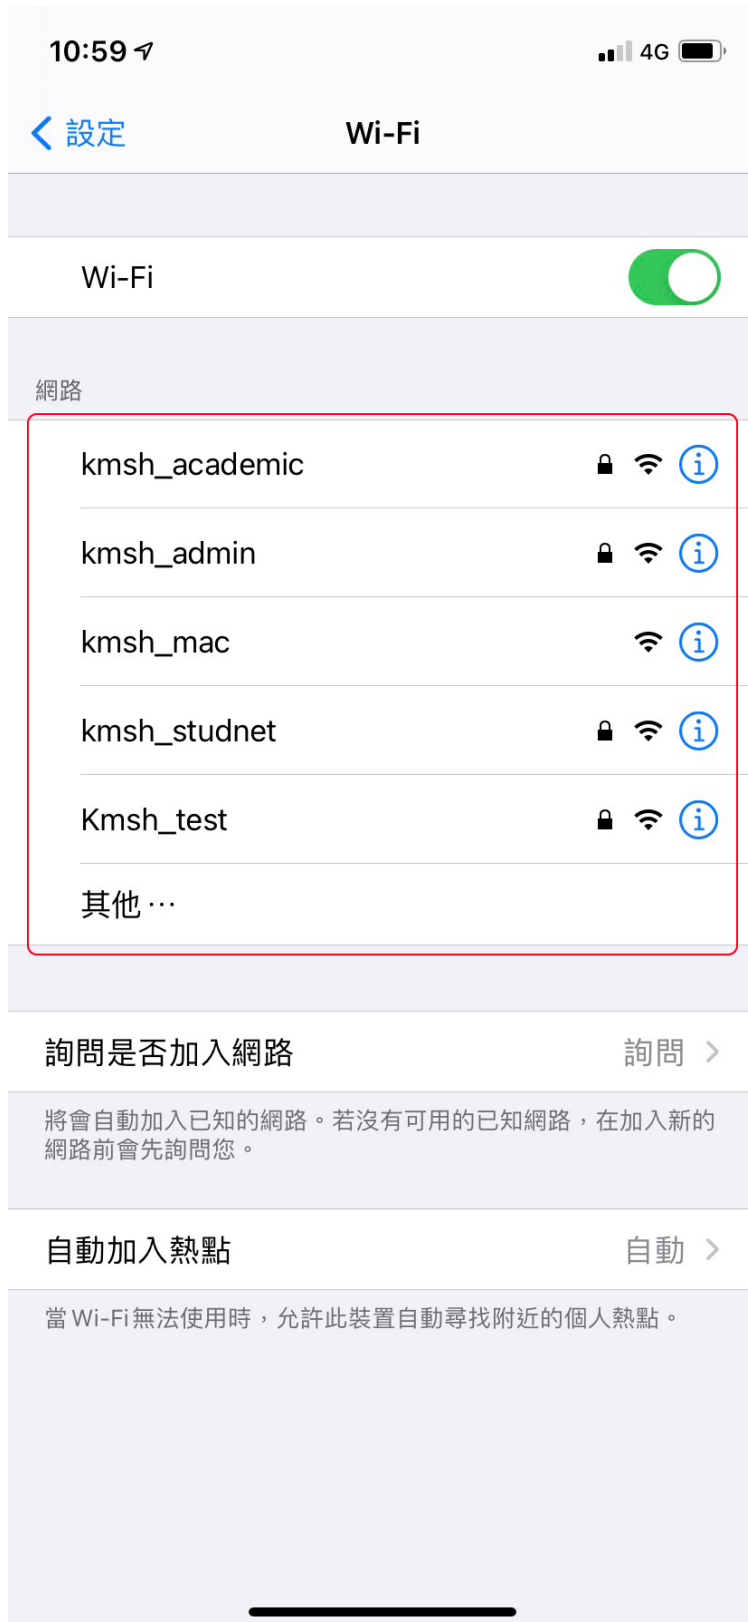 10:59
4G
設定
Wi-Fi
Wi-Fi
網路
kmsh_academic
kmsh_admin
kmsh_mac
kmsh_studnet
Kmsh_test
其他…
詢問是否加入網路 詢問
將會自動加入已知的網路。若沒有可用的已知網路，在加入新的
網路前會先詢問您。
自動加入熱點 自動
當 Wi-Fi 無法使用時，允許此裝置自動尋找附近的個人熱點。